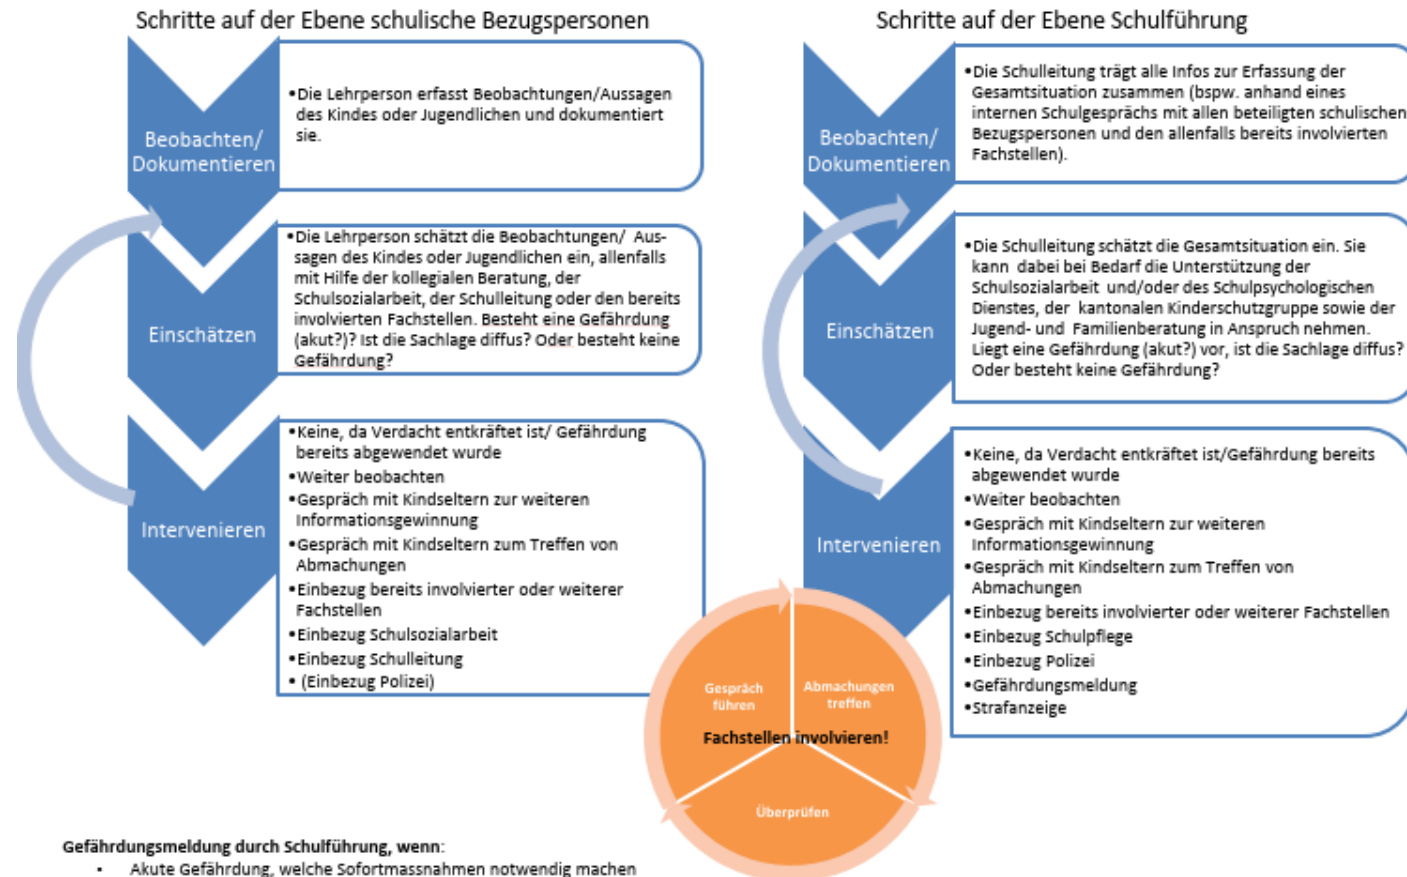 Schritte auf der Ebene schulische Bezugspersonen
Beobachten/
Dokumentieren
•Die Lehrperson erfasst Beobachtungen/Aussagen
des Kindes oder Jugendlichen und dokumentiert
sie.
Einschätzen
•Die Lehrperson schätzt die Beobachtungen/ Aus-
sagen des Kindes oder Jugendlichen ein, allenfalls
mit Hilfe der kollegialen Beratung, der
Schulsozialarbeit, der Schulleitung oder den bereits
involvierten Fachstellen. Besteht eine Gefährdung
(akut?)? Ist die Sachlage diffus? Oder besteht keine
Gefährdung?
Intervenieren
•Keine, da Verdacht entkräftet ist/ Gefährdung
bereits abgewendet wurde
•Weiter beobachten
•Gespräch mit Kindseltern zur weiteren
Informationsgewinnung
•Gespräch mit Kindseltern zum Treffen von
Abmachungen
•Einbezug bereits involvierter oder weiterer
Fachstellen
•Einbezug Schulsozialarbeit
•Einbezug Schulleitung
• (Einbezug Polizei)
Schritte auf der Ebene Schulführung
Beobachten/
Dokumentieren
•Die Schulleitung trägt alle Infos zur Erfassung der
Gesamtsituation zusammen (bspw. anhand eines
internen Schulgesprächs mit allen beteiligten schulischen
Bezugspersonen und den allenfalls bereits involvierten
Fachstellen).
Einschätzen
•Die Schulleitung schätzt die Gesamtsituation ein. Sie
kann dabei bei Bedarf die Unterstützung der
Schulsozialarbeit und/oder des Schulpsychologischen
Dienstes, der kantonalen Kinderschutzgruppe sowie der
Jugend- und Familienberatung in Anspruch nehmen.
Liegt eine Gefährdung (akut?) vor, ist die Sachlage diffus?
Oder besteht keine Gefährdung?
Intervenieren
•Keine, da Verdacht entkräftet ist/Gefährdung bereits
abgewendet wurde
•Weiter beobachten
•Gespräch mit Kindseltern zur weiteren
Informationsgewinnung
•Gespräch mit Kindseltern zum Treffen von
Abmachungen
•Einbezug bereits involvierter oder weiterer Fachstellen
•Einbezug Schulpflege
•Einbezug Polizei
•Gefährdungsmeldung
•Strafanzeige
Gespräch
führen
Abmachungen
treffen
Fachstellen involvieren!
Überprüfen
Gefährdungsmeldung durch Schulführung, wenn:
▪ Akute Gefährdung, welche Sofortmassnahmen notwendig machen